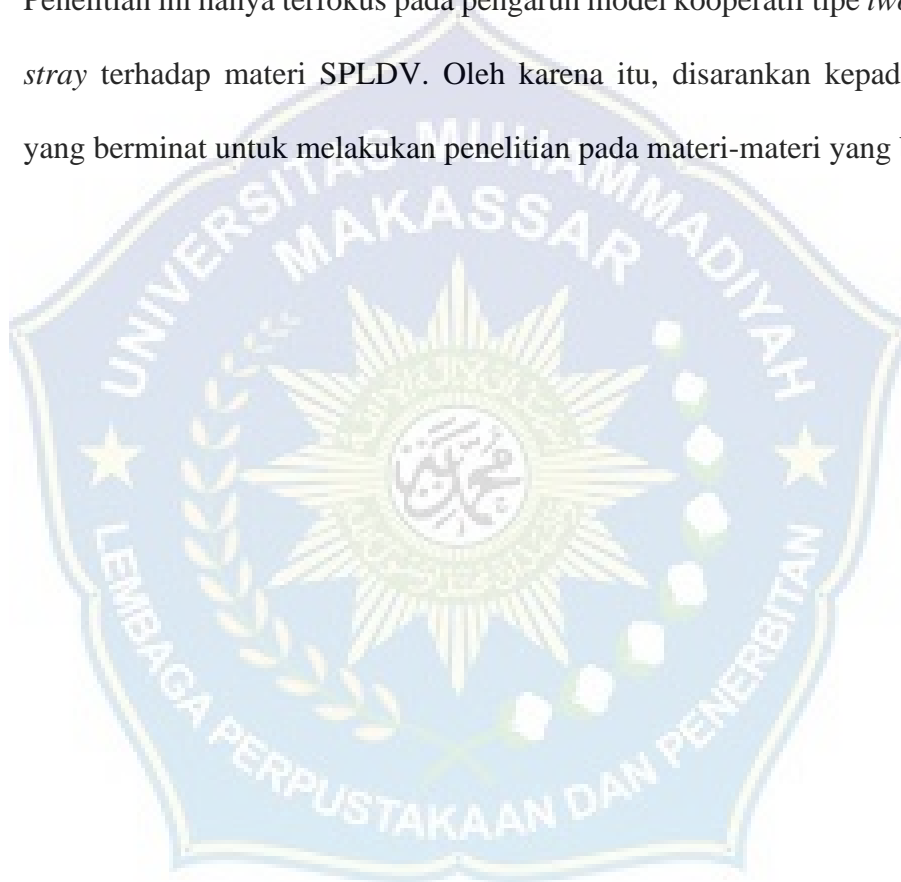 Penelitian ini hanya terfokus pada pengaruh model kooperatif tipe
stray terhadap materi SPLDV. Oleh karena itu, disarankan
yang berminat untuk melakukan penelitian pada materi-materi yang
UNIVERSITAS MUHAMMADIYAH
MAKASSAR
LEMBAGA PERPUSTAKAAN DAN PENERBITAN